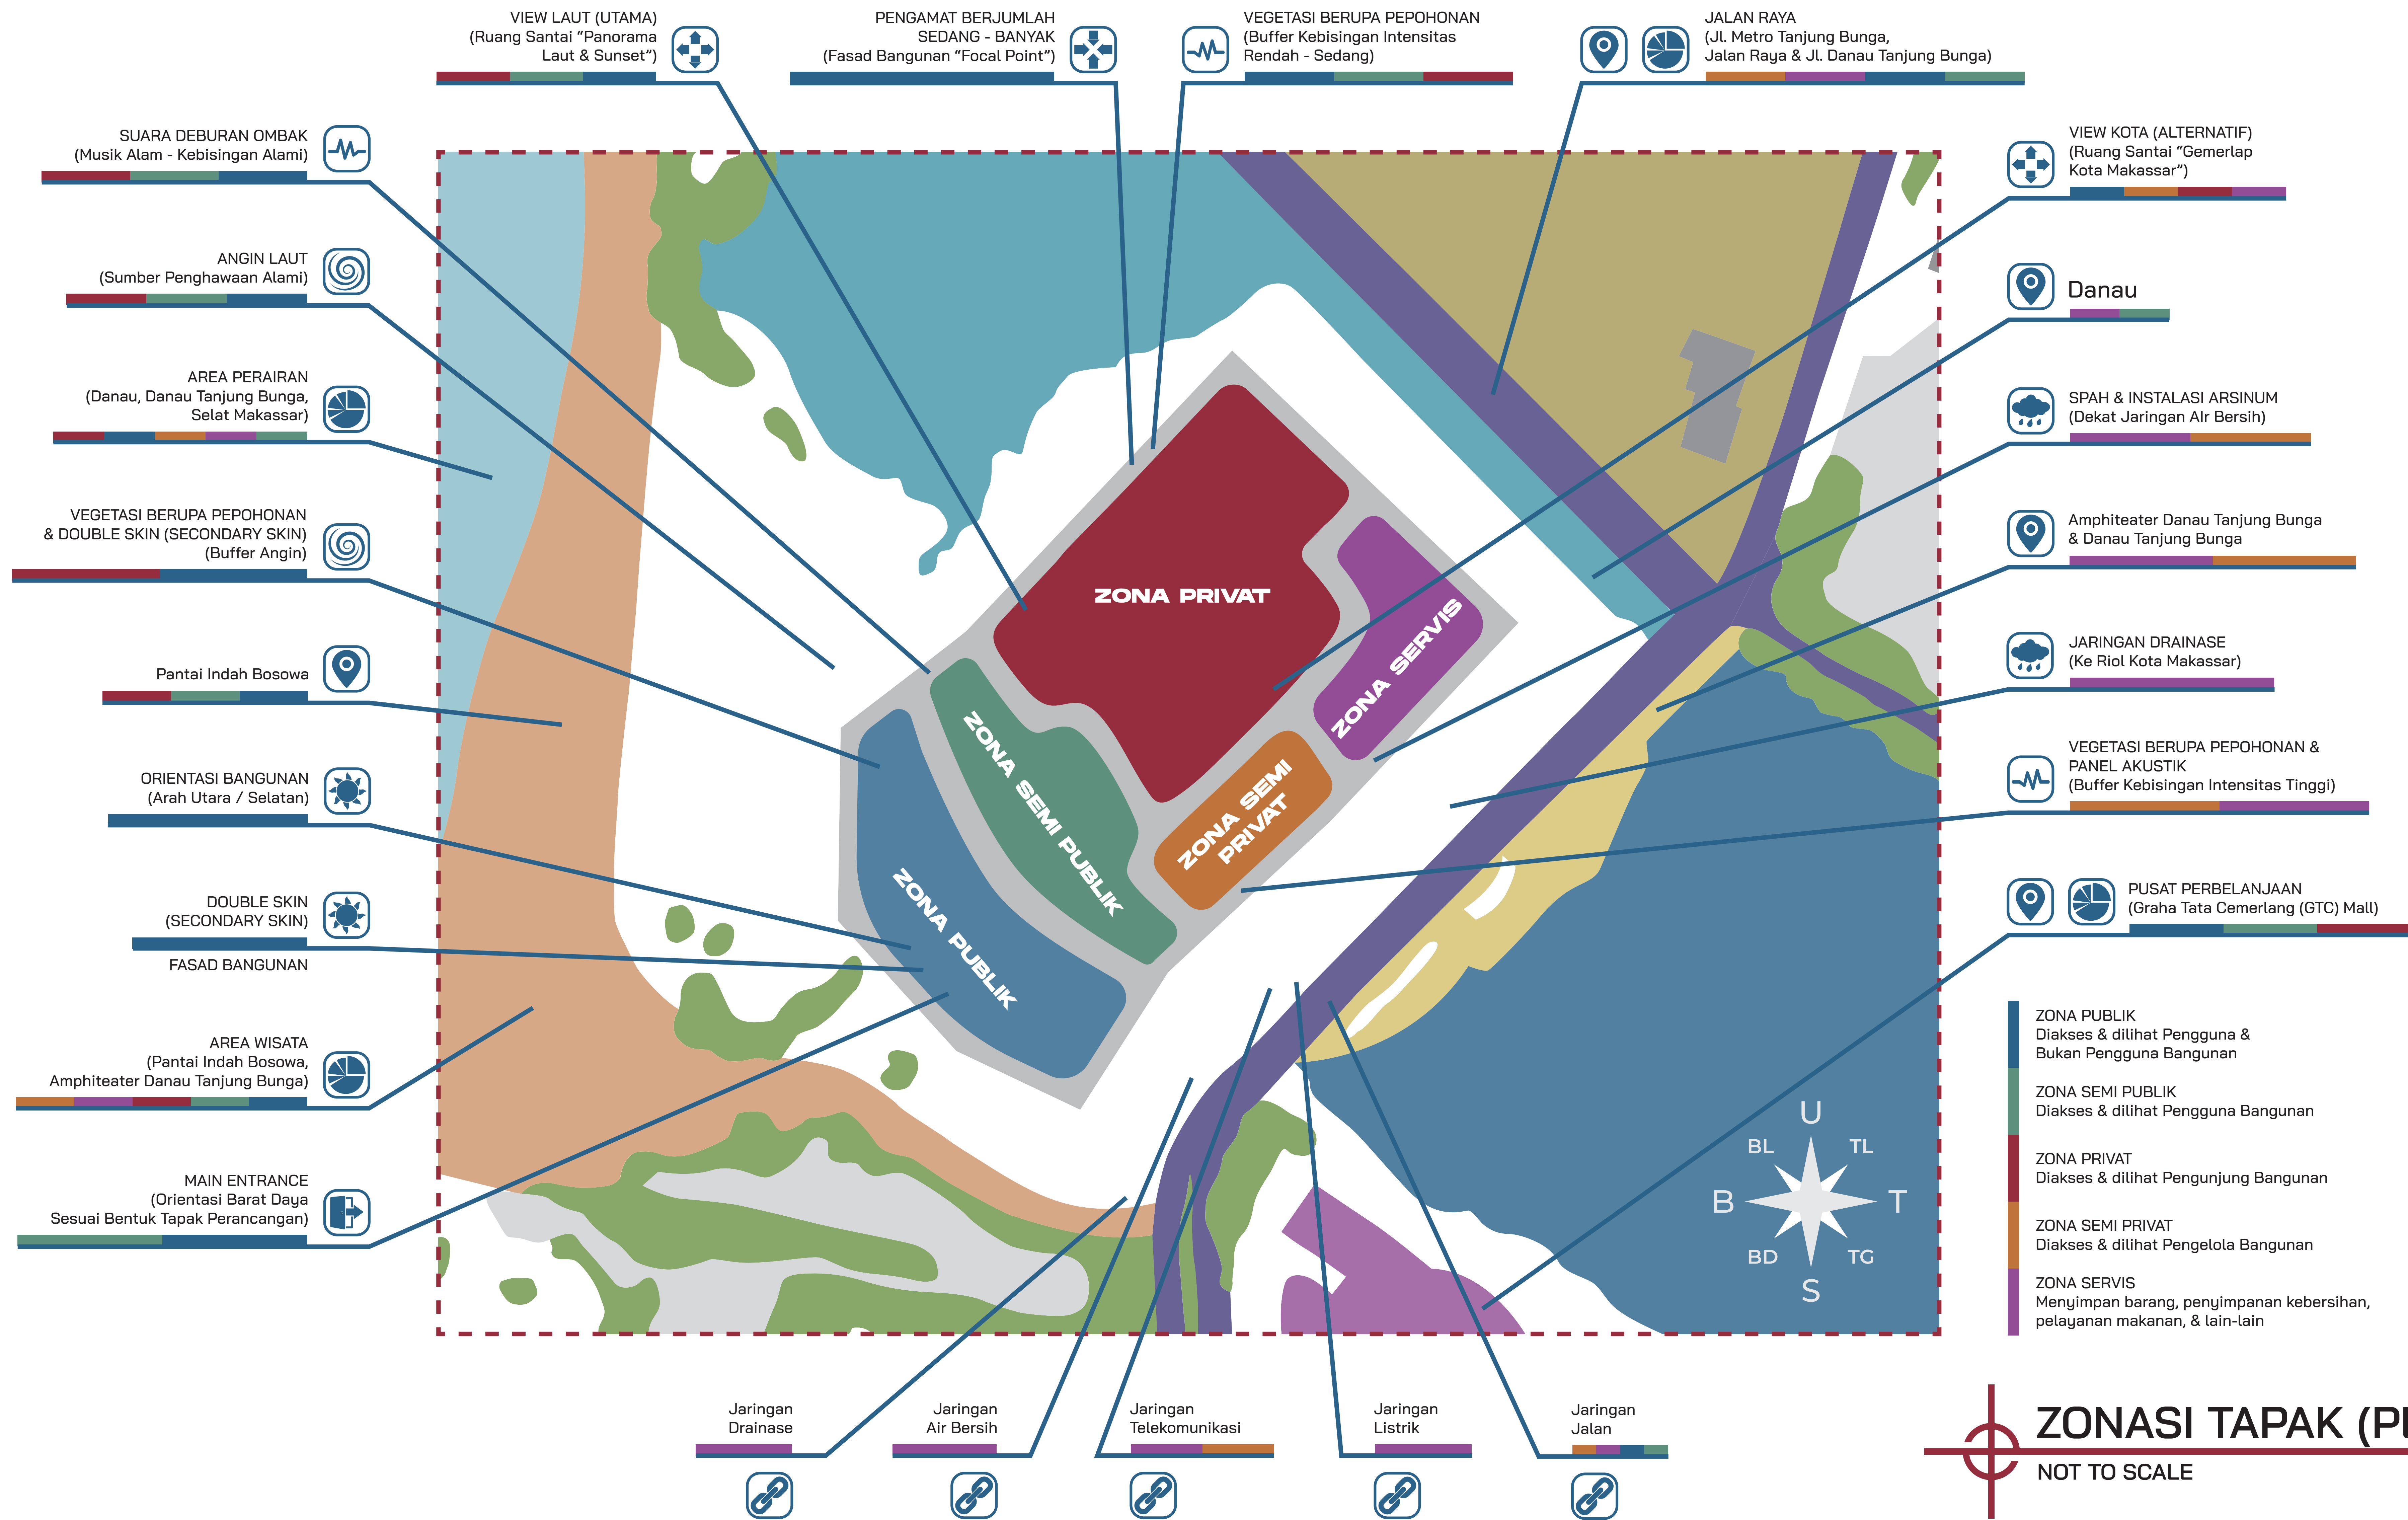 VIEW LAUT (UTAMA)
(Ruang Santai “Panorama
Laut & Sunset”)
PENGAMAT BERJUMLAH
SEDANG - BANYAK
(Fasad Bangunan “Focal Point”)
VEGETASI BERUPA PEPOHONAN
(Buffer Kebisingan Intensitas
Rendah - Sedang)
JALAN RAYA
(Jl. Metro Tanjung Bunga,
Jalan Raya & Jl. Danau Tanjung Bunga)
SUARA DEBURAN OMBAK
(Musik Alam - Kebisingan Alami)
ANGIN LAUT
(Sumber Penghawaan Alami)
AREA PERAIRAN
(Danau, Danau Tanjung Bunga,
Selat Makassar)
VEGETASI BERUPA PEPOHONAN
& DOUBLE SKIN (SECONDARY SKIN)
(Buffer Angin)
Pantai Indah Bosowa
ORIENTASI BANGUNAN
(Arah Utara / Selatan)
DOUBLE SKIN
(SECONDARY SKIN)
FASAD BANGUNAN
AREA WISATA
(Pantai Indah Bosowa,
Amphiteater Danau Tanjung Bunga)
MAIN ENTRANCE
(Orientasi Barat Daya
Sesuai Bentuk Tapak Perancangan)
ZONA PRIVAT
ZONA SERVIS
ZONA SEMI
PRIVAT
ZONA SEMI PUBLIK
ZONA PUBLIK
VIEW KOTA (ALTERNATIF)
(Ruang Santai “Gemerlap
Kota Makassar”)
Danau
SPAH & INSTALASI ARSINUM
(Dekat Jaringan AIr Bersih)
Amphiteater Danau Tanjung Bunga
& Danau Tanjung Bunga
JARINGAN DRAINASE
(Ke Riol Kota Makassar)
VEGETASI BERUPA PEPOHONAN &
PANEL AKUSTIK
(Buffer Kebisingan Intensitas Tinggi)
PUSAT PERBELANJAAN
(Graha Tata Cemerlang (GTC) Mall)
ZONA PUBLIK
Diakses & dilihat Pengguna &
Bukan Pengguna Bangunan
ZONA SEMI PUBLIK
Diakses & dilihat Pengguna Bangunan
ZONA PRIVAT
Diakses & dilihat Pengunjung Bangunan
ZONA SEMI PRIVAT
Diakses & dilihat Pengelola Bangunan
ZONA SERVIS
Menyimpan barang, penyimpanan kebersihan,
pelayanan makanan, & lain-lain
U
BL TL
B T
BD TG
S
Jaringan
Drainase
Jaringan
Air Bersih
Jaringan
Telekomunikasi
Jaringan
Listrik
Jaringan
Jalan
ZONASI TAPAK
NOT TO SCALE